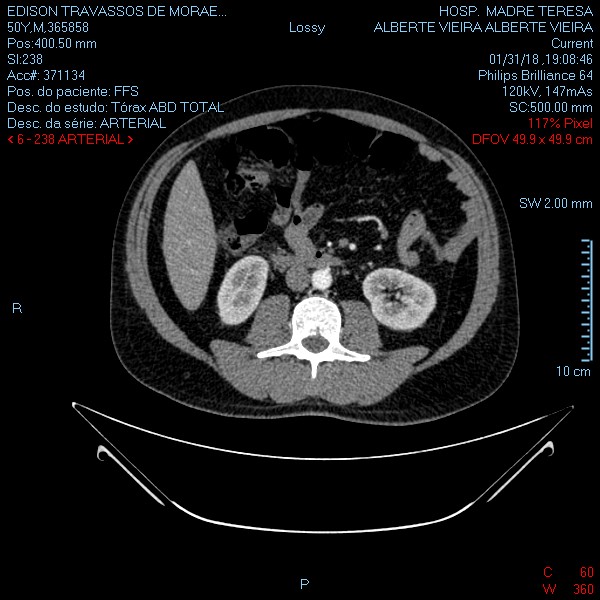 EDISON TRAVASSOS DE MORAE...
50Y,M,365858
Pos:400.50 mm
SI:238
Acc#: 371134
Pos. do paciente: FFS
Desc. do estudo: Tórax ABD TOTAL
Desc. da série: ARTERIAL
< 6 - 238 ARTERIAL >
Lossy
HOSP. MADRE TERESA
ALBERTE VIEIRA ALBERTE VIEIRA
Current
01/31/18 ,19:08:46
Philips Brilliance 64
120kV, 147mAs
SC:500.00 mm
117% Pixel
DFOV 49.9 x 49.9 cm
SW 2.00 mm
R
10 cm
P
C 60
W 360